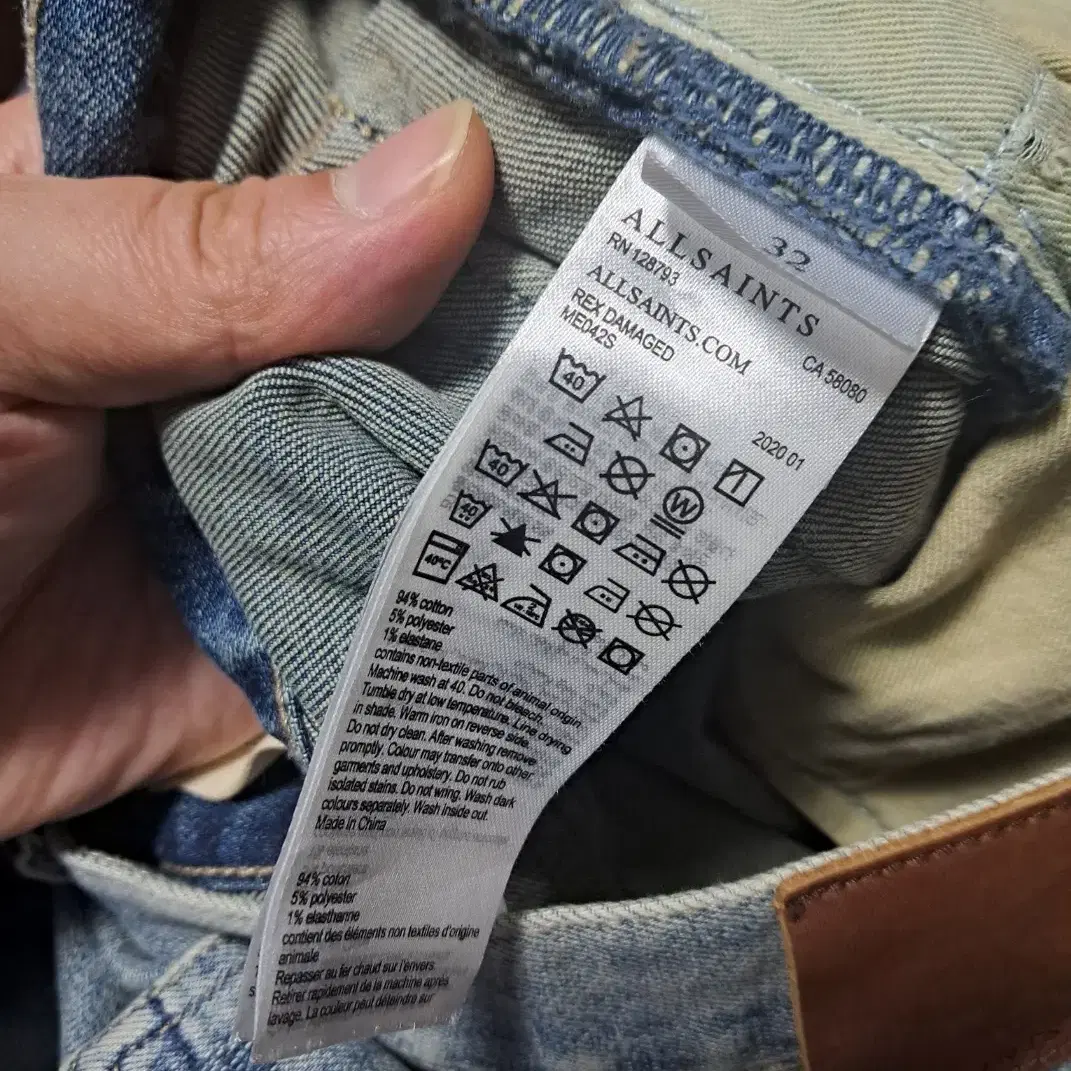 32
ALLSAINTS
RN 128793
CA 58080
ALLSAINTS.COM
REX DAMAGED
ME042S
2020 01
40
W
40
40
40°C
94% cotton
5% polyester
1% elastane
contains non-textile parts of animal origin
Machine wash at 40. Do not bleach.
Tumble dry at low temperature. Line drying
in shade. Warm iron on reverse side.
Do not dry clean. After washing remove
promptly. Colour may transfer onto other
garments and upholstery. Do not rub
isolated stains. Do not wring. Wash dark
colours separately. Wash inside out.
Made in China
94% coton
5% polyester
1% elasthanne
contient des éléments non textiles d'origine
animale
Repasser au fer chaud sur l'envers
Retirer rapidement de la machine après
lavage. La couleur peut déteindre sur